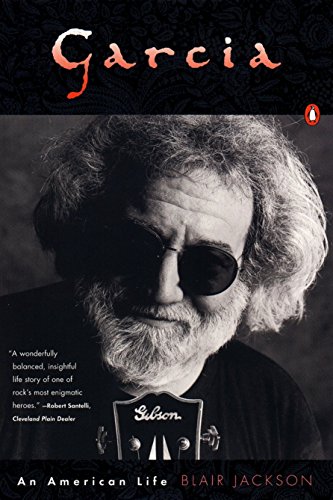 Garcia
"A wonderfully
balanced, insightful
life story of one of
rock's most enigmatic
heroes." —Robert Santelli,
Cleveland Plain Dealer
Gibson
An American Life BLAIR JACKSON